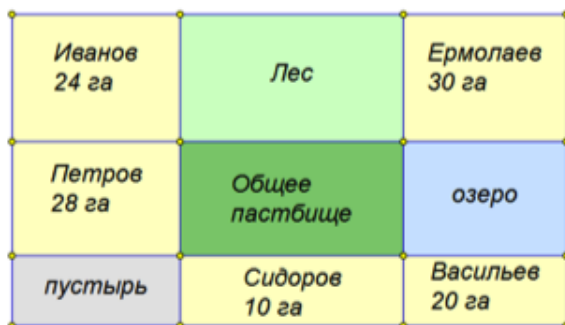 Иванов
24 га
Лес
Ермолаев
30 га
Петров
28 га
Общее
пастбище
озеро
пустырь
Сидоров
10 га
Васильев
20 га